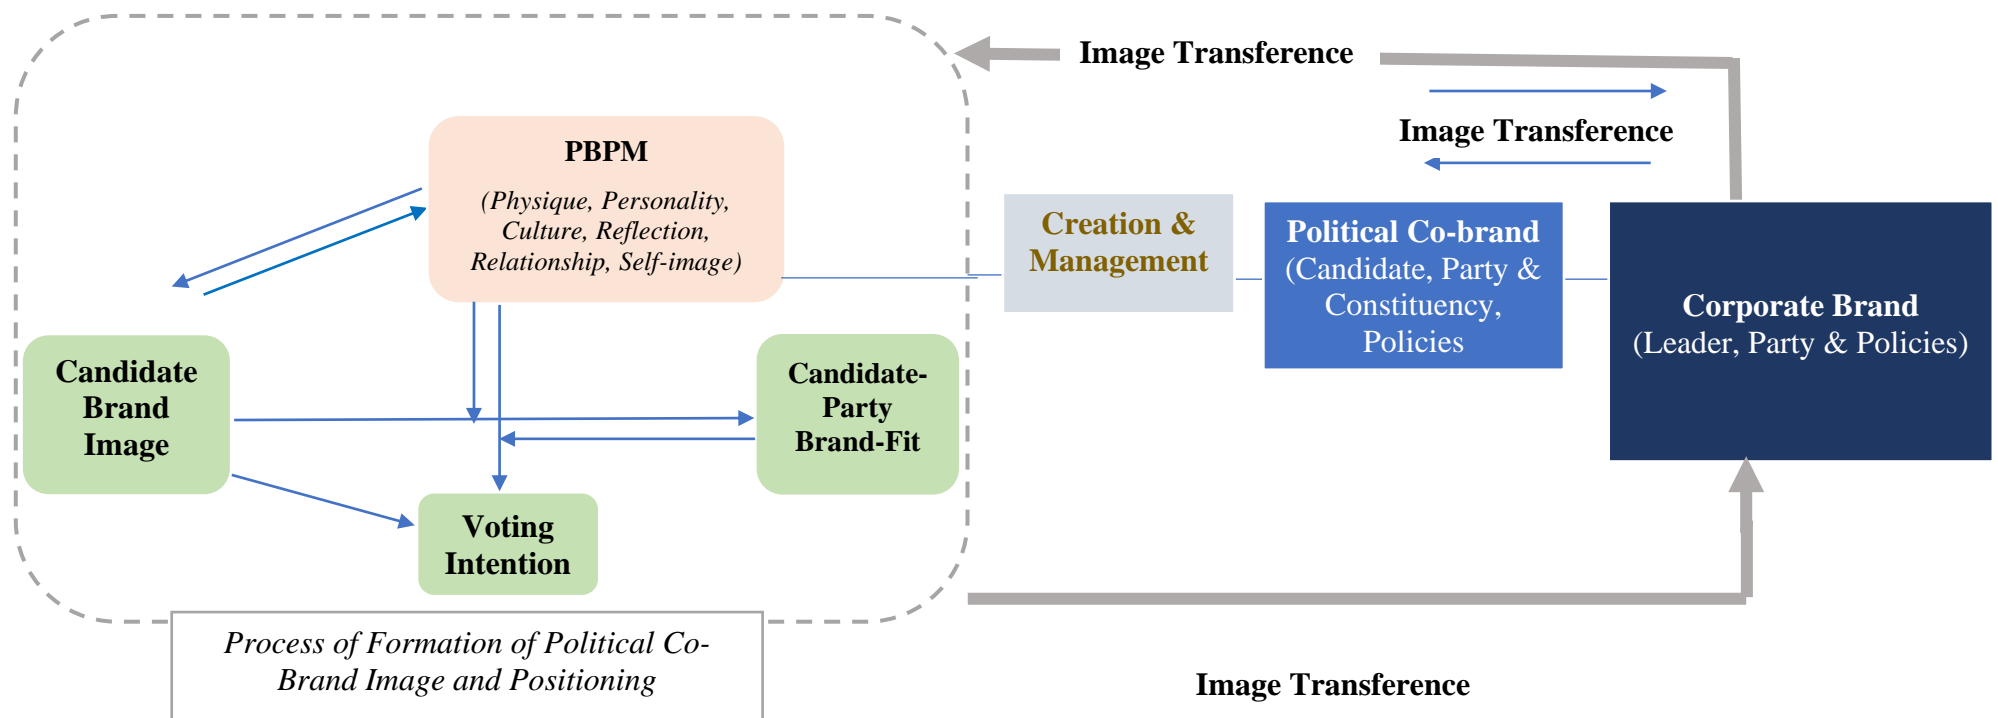 Image Transference
Image Transference
PBPM
(Physique, Personality,
Culture, Reflection,
Relationship, Self-image)
Creation &
Management
Political Co-brand
(Candidate, Party &
Constituency,
Policies
Corporate Brand
(Leader, Party & Policies)
Candidate
Brand
Image
Candidate-
Party
Brand-Fit
Voting
Intention
Process of Formation of Political Co-
Brand Image and Positioning
Image Transference